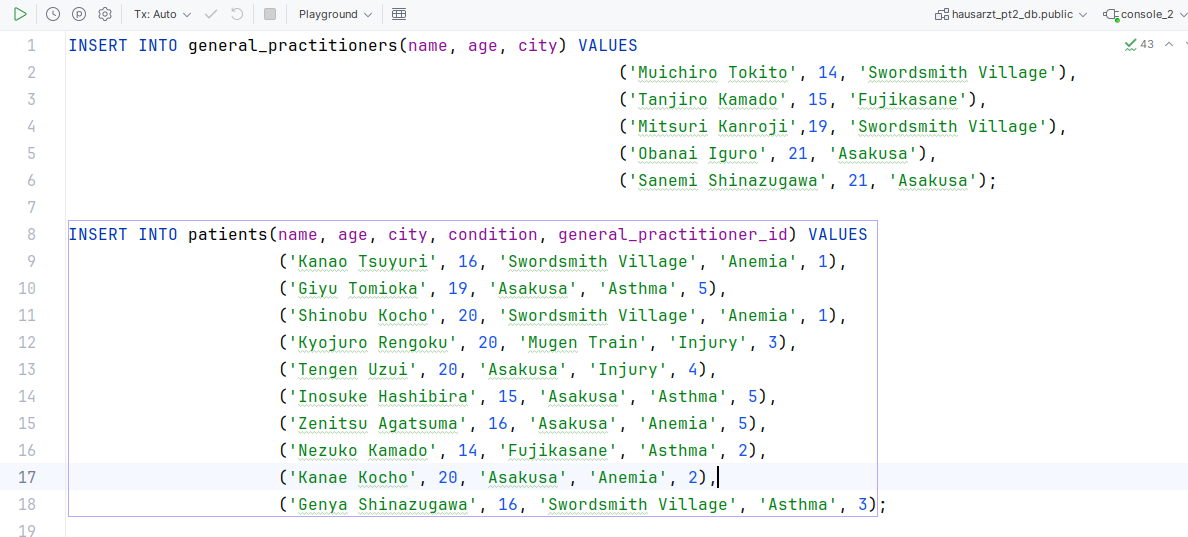 Tx: Auto Playground hausarzt_pt2_db.public console_2
1 INSERT INTO general_practitioners(name, age, city) VALUES 43
2 ('Muichiro Tokito', 14, 'Swordsmith Village'),
3 ('Tanjiro Kamado', 15, 'Fujikasane'),
4 ('Mitsuri Kanroji',19, 'Swordsmith Village'),
5 ('Obanai Iguro', 21, 'Asakusa'),
6 ('Sanemi Shinazugawa', 21, 'Asakusa');
7
8 INSERT INTO patients(name, age, city, condition, general_practitioner_id) VALUES
9 ('Kanao Tsuyuri', 16, 'Swordsmith Village', 'Anemia', 1),
10 ('Giyu Tomioka', 19, 'Asakusa', 'Asthma', 5),
11 ('Shinobu Kocho', 20, 'Swordsmith Village', 'Anemia', 1),
12 ('Kyojuro Rengoku', 20, 'Mugen Train', 'Injury', 3),
13 ('Tengen Uzui', 20, 'Asakusa', 'Injury', 4),
14 ('Inosuke Hashibira', 15, 'Asakusa', 'Asthma', 5),
15 ('Zenitsu Agatsuma', 16, 'Asakusa', 'Anemia', 5),
16 ('Nezuko Kamado', 14, 'Fujikasane', 'Asthma', 2),
17 ('Kanae Kocho', 20, 'Asakusa', 'Anemia', 2),
18 ('Genya Shinazugawa', 16, 'Swordsmith Village', 'Asthma', 3);
19